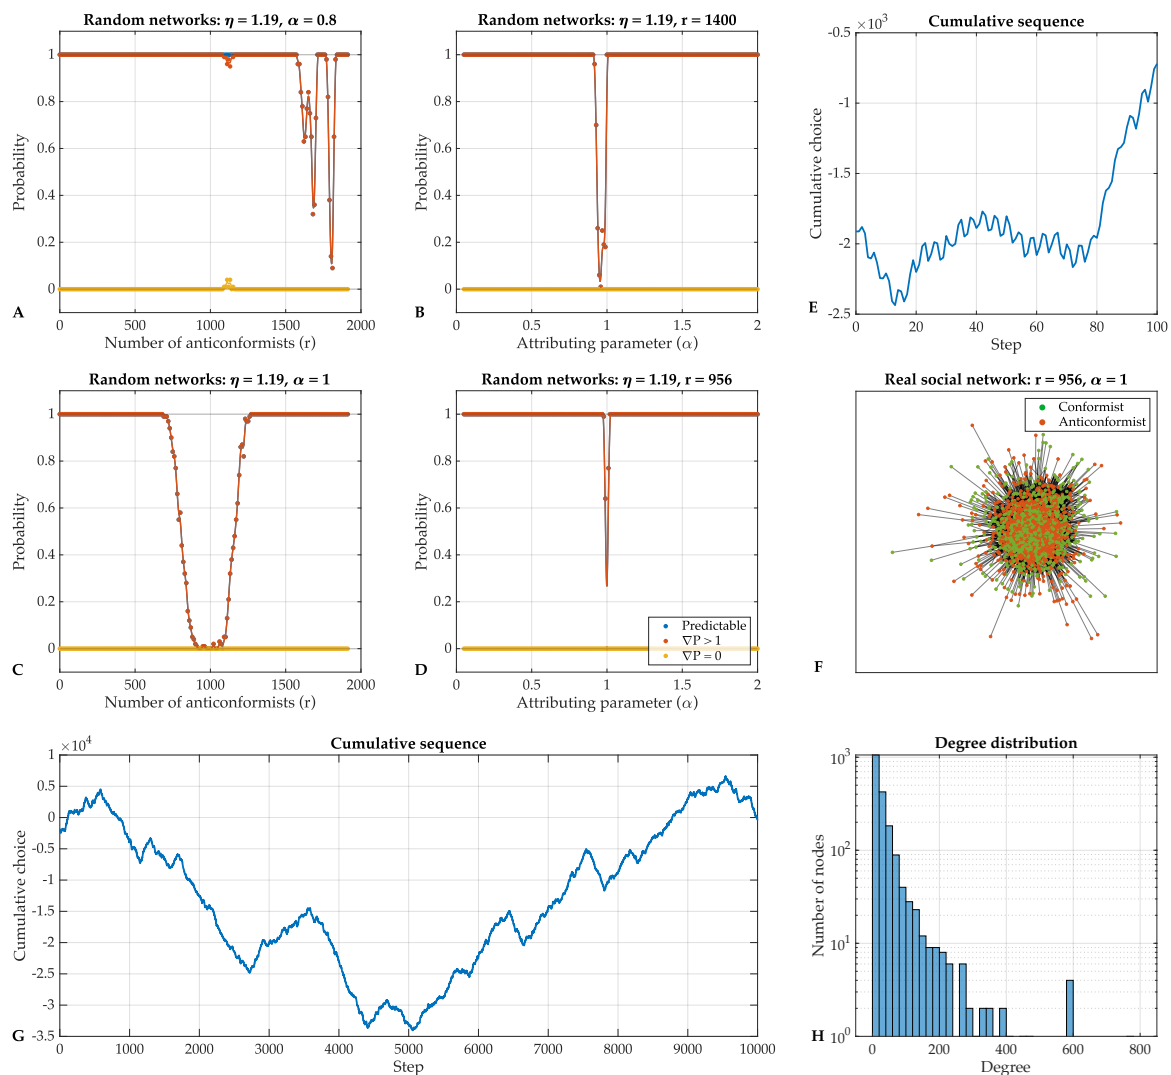 Random networks: η = 1.19, α = 0.8
Probability
1
0.8
0.6
0.4
0.2
0
0
500
1000
1500
2000
A
Number of anticonformists (r)
Random networks: η = 1.19, r = 1400
Probability
1
0.8
0.6
0.4
0.2
0
0
0.5
1
1.5
2
B
Attributing parameter (α)
Cumulative sequence
×10³
Cumulative choice
-0.5
-1
-1.5
-2
-2.5
0
20
40
60
80
100
E
Step
Random networks: η = 1.19, α = 1
Probability
1
0.8
0.6
0.4
0.2
0
0
500
1000
1500
2000
C
Number of anticonformists (r)
Random networks: η = 1.19, r = 956
Probability
1
0.8
0.6
0.4
0.2
0
Predictable
∇P > 1
∇P = 0
0
0.5
1
1.5
2
D
Attributing parameter (α)
Real social network: r = 956, α = 1
Conformist
Anticonformist
F
Cumulative sequence
×10⁴
Cumulative choice
1
0.5
0
-0.5
-1
-1.5
-2
-2.5
-3
-3.5
0
1000
2000
3000
4000
5000
6000
7000
8000
9000
10000
G
Step
Degree distribution
Number of nodes
10³
10²
10¹
10⁰
0
200
400
600
800
H
Degree